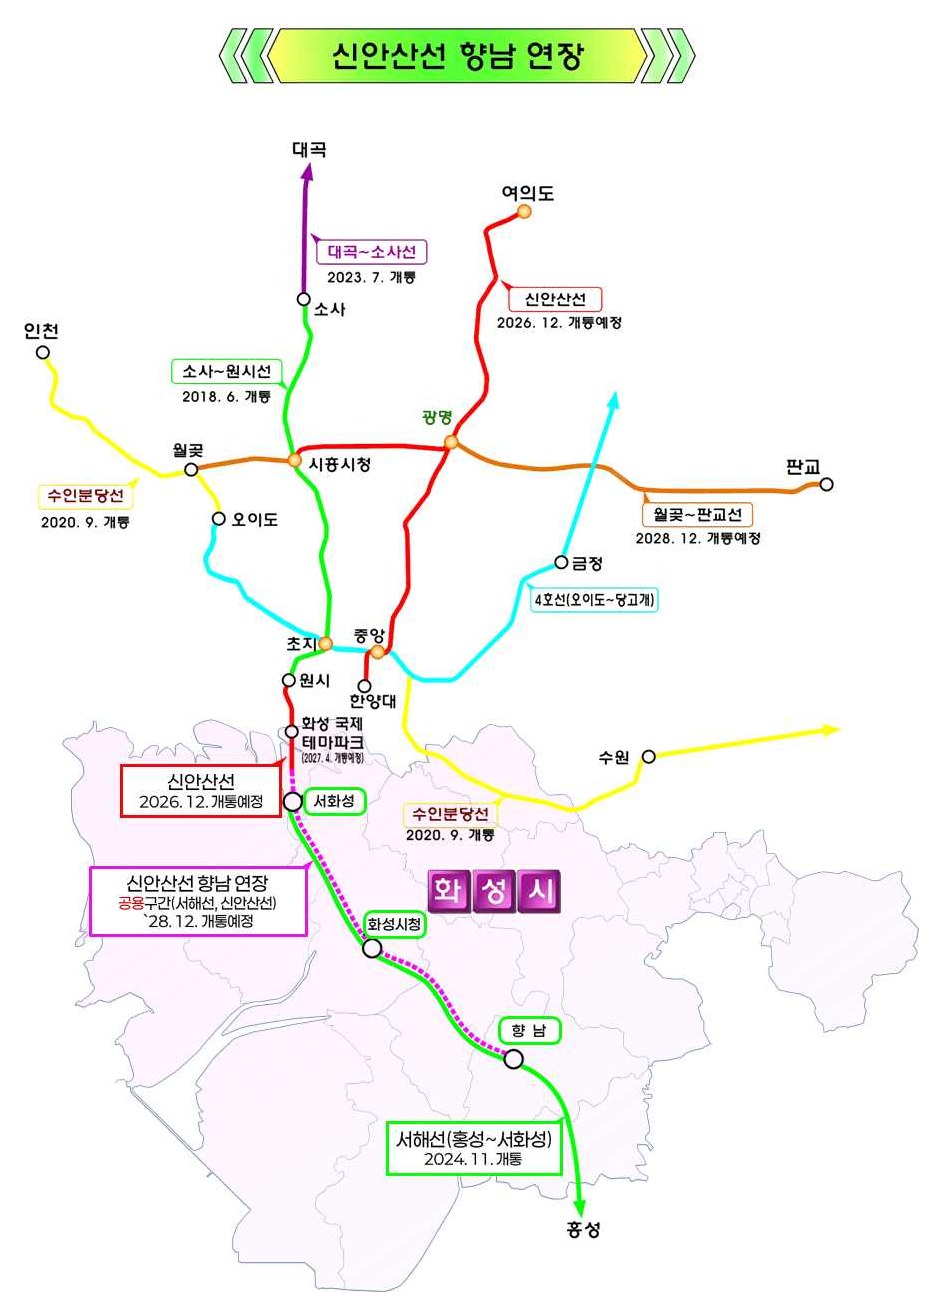 신안산선 향남 연장
대곡
여의도
대곡~소사선
2023. 7. 개통
신안산선
2026. 12. 개통예정
소사
인천
소사~원시선
2018. 6. 개통
광명
월곶
시흥시청
판교
수인분당선
2020. 9. 개통
오이도
월곶~판교선
2028. 12. 개통예정
금정
4호선(오이도~당고개)
초지
중앙
원시
한양대
화성 국제
테마파크
(2027. 4. 개통예정)
수원
신안산선
2026. 12. 개통예정
서화성
수인분당선
2020. 9. 개통
신안산선 향남 연장
공용구간(서해선, 신안산선)
`28. 12. 개통예정
화성시
화성시청
향 남
서해선(홍성~서화성)
2024. 11. 개통
홍성